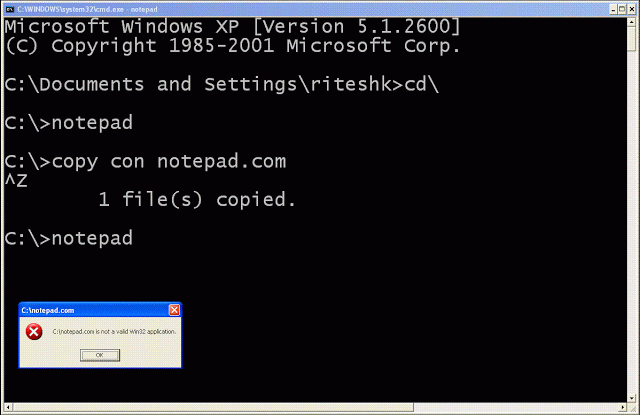 C:\WINDOWS\system32\cmd.exe - notepad
Microsoft Windows XP [Version 5.1.2600]
(C) Copyright 1985-2001 Microsoft Corp.
C:\Documents and Settings\riteshk>cd\
C:\>notepad
C:\>copy con notepad.com
^Z
1 file(s) copied.
C:\>notepad
C:\notepad.com
C:\notepad.com is not a valid Win32 application.
OK